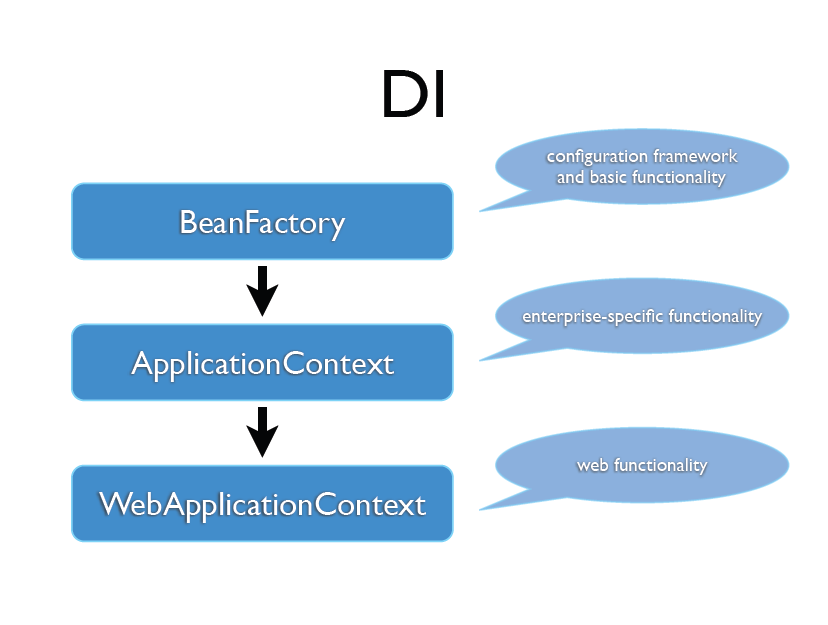 DI
configuration framework
and basic functionality
BeanFactory
enterprise-specific functionality
ApplicationContext
web functionality
WebApplicationContext